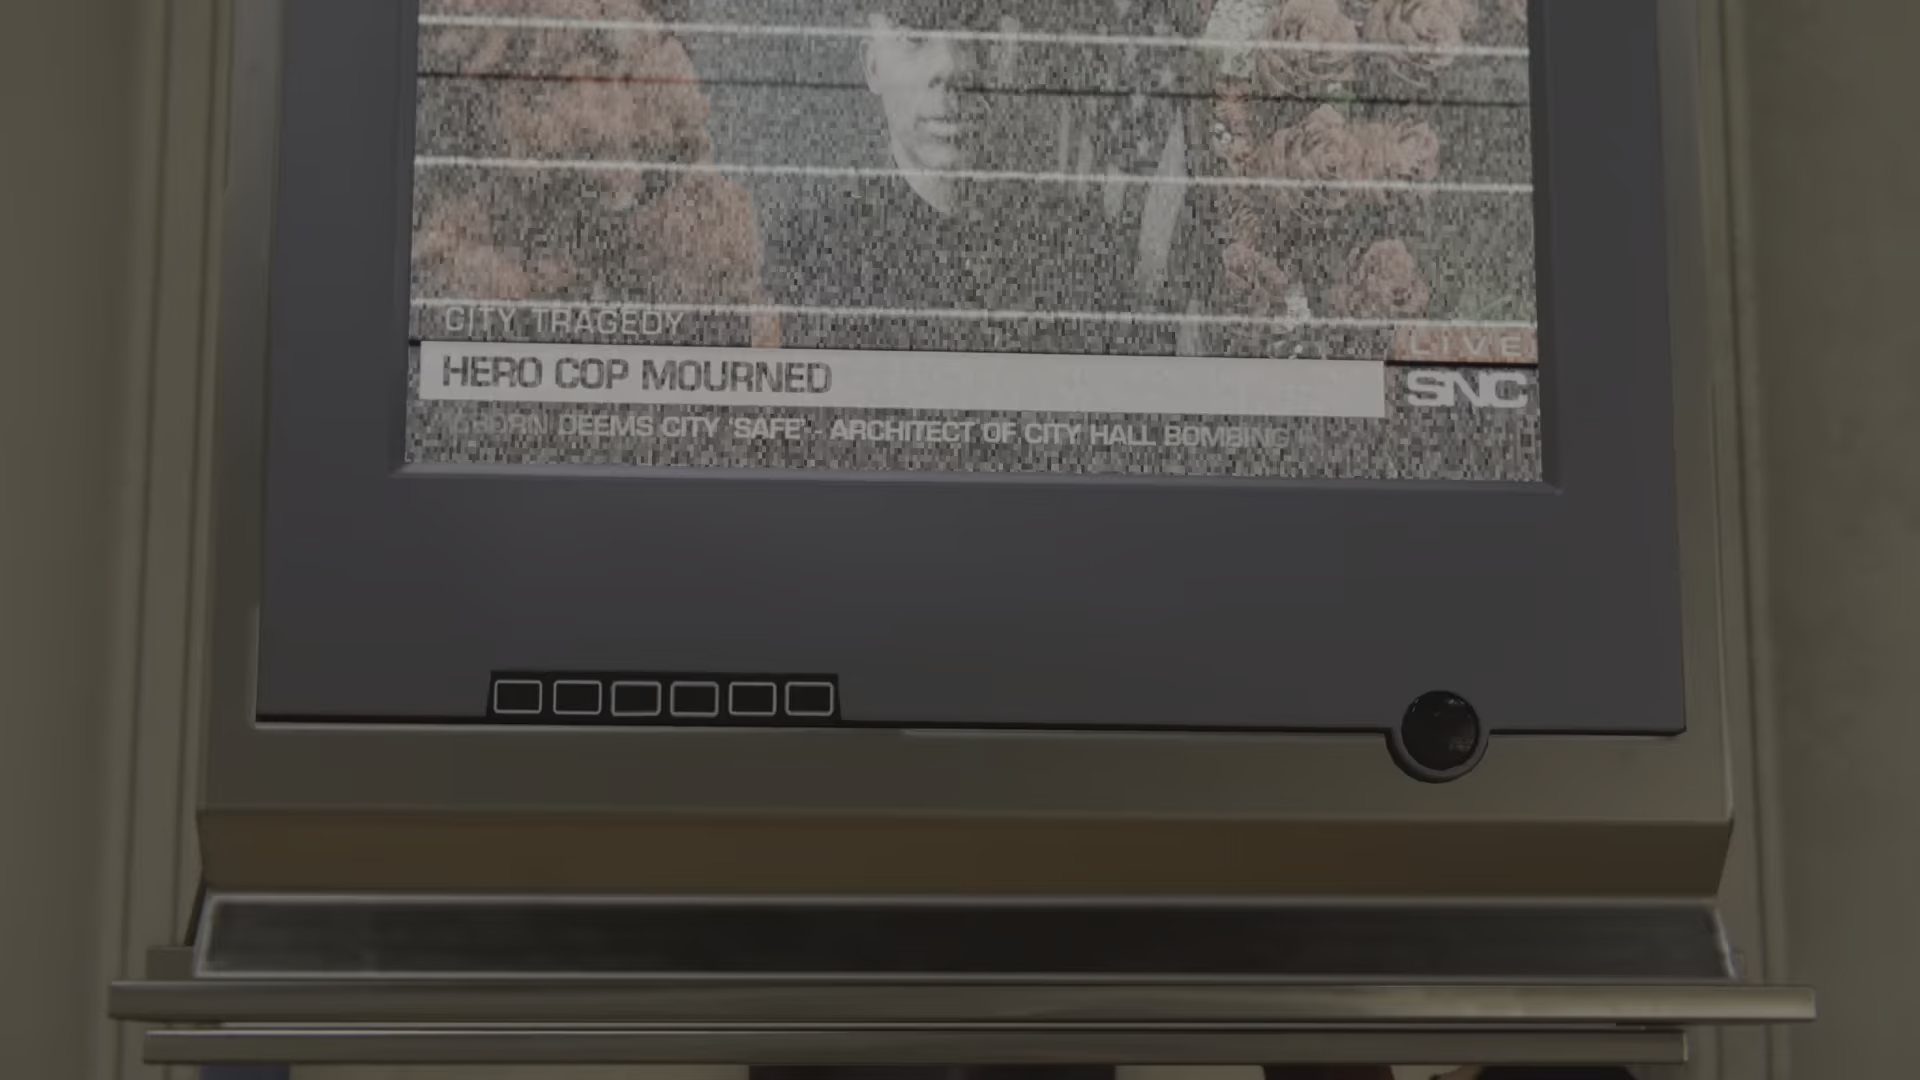 CITY TRAGEDY
LIVE
HERO COP MOURNED
SNC
DEEMS CITY 'SAFE' - ARCHITECT OF CITY HALL BOMBING